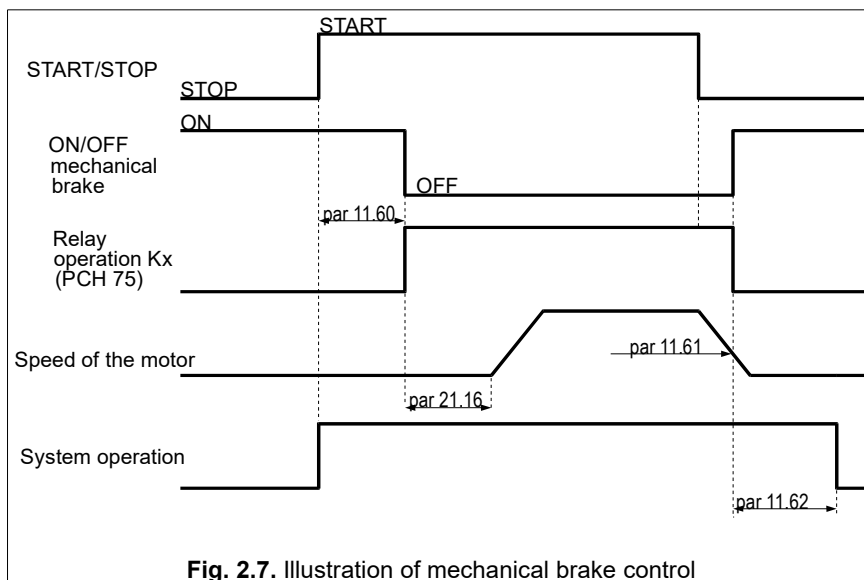 START
START/STOP
STOP
ON
ON/OFF
mechanical
brake
OFF
par 11.60
Relay
operation Kx
(PCH 75)
Speed of the motor
par 11.61
par 21.16
System operation
par 11.62
Fig. 2.7. Illustration of mechanical brake control